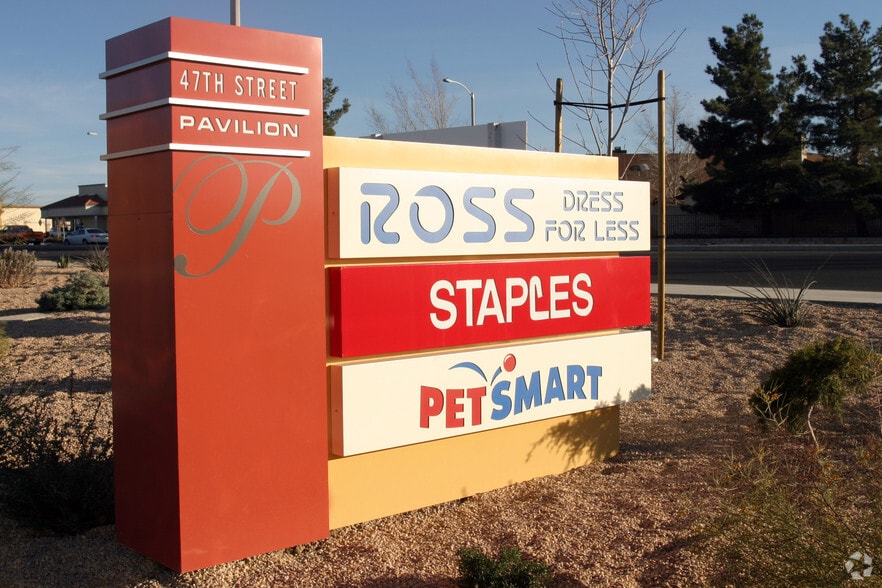 47TH STREET
PAVILION
P
ROSS DRESS
FOR LESS
STAPLES
PETSMART